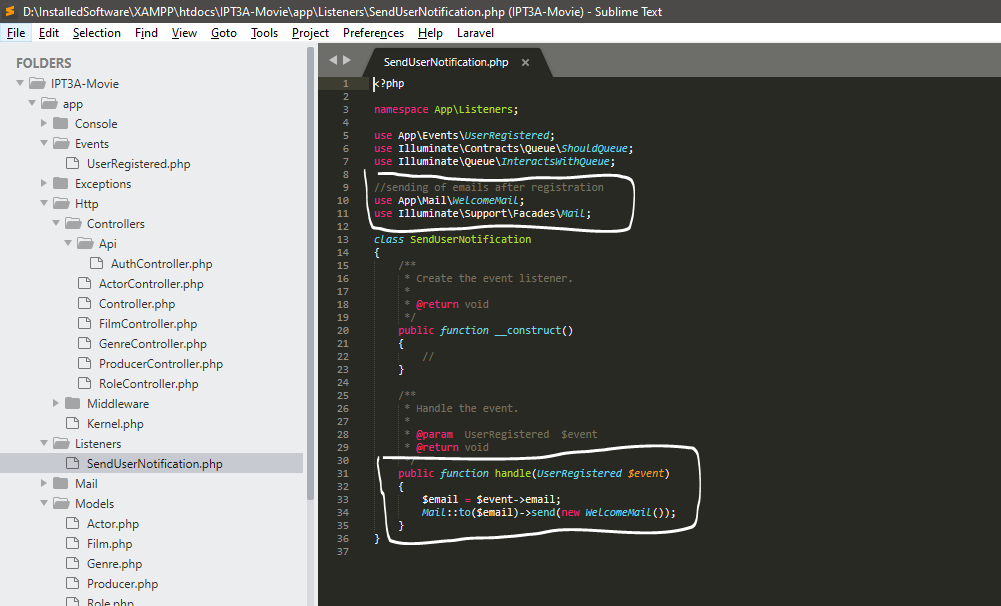 D:\InstalledSoftware\XAMPP\htdocs\IPT3A-Movie\app\Listeners\SendUserNotification.php (IPT3A-Movie) - Sublime Text
File Edit Selection Find View Goto Tools Project Preferences Help Laravel
FOLDERS
IPT3A-Movie
app
Console
Events
UserRegistered.php
Exceptions
Http
Controllers
Api
AuthController.php
ActorController.php
Controller.php
FilmController.php
GenreController.php
ProducerController.php
RoleController.php
Middleware
Kernel.php
Listeners
SendUserNotification.php
Mail
Models
Actor.php
Film.php
Genre.php
Producer.php
Role.php
SendUserNotification.php ×
1 <?php
2
3 namespace App\Listeners;
4
5 use App\Events\UserRegistered;
6 use Illuminate\Contracts\Queue\ShouldQueue;
7 use Illuminate\Queue\InteractsWithQueue;
8
9 //sending of emails after registration
10 use App\Mail\WelcomeMail;
11 use Illuminate\Support\Facades\Mail;
12
13 class SendUserNotification
14 {
15 /**
16 * Create the event listener.
17 *
18 * @return void
19 */
20 public function __construct()
21 {
22 //
23 }
24
25 /**
26 * Handle the event.
27 *
28 * @param UserRegistered $event
29 * @return void
30 /
31 public function handle(UserRegistered $event)
32 {
33 $email = $event->email;
34 Mail::to($email)->send(new WelcomeMail());
35 }
36 }
37